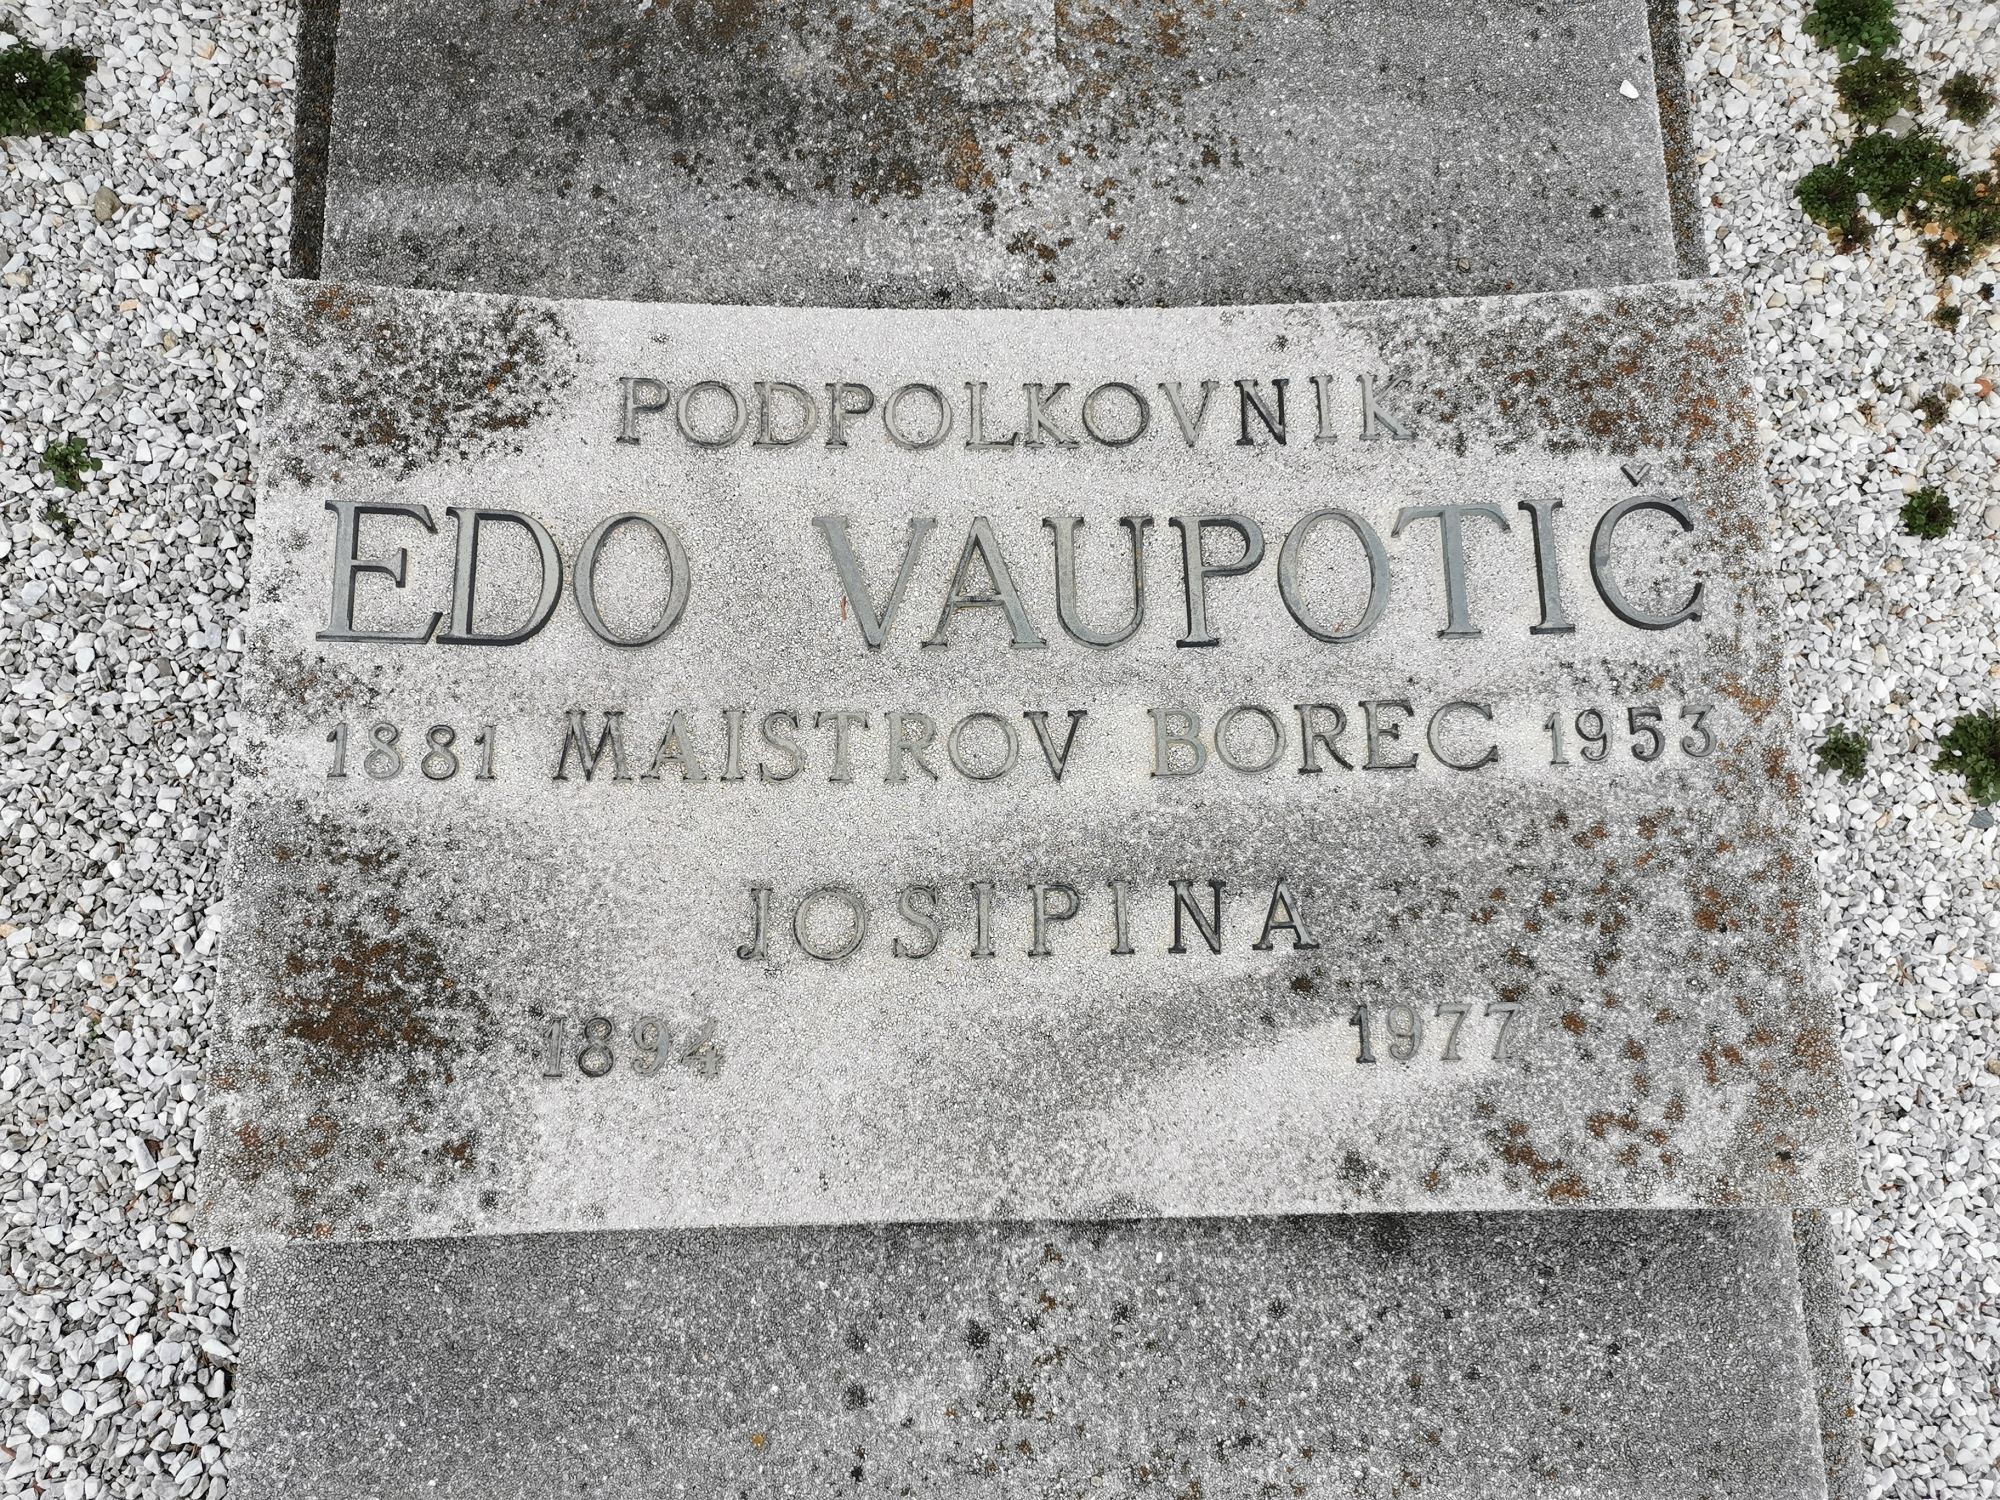 PODPOLKOVNIK
EDO VAUPOTIČ
1881 MAISTROV BOREC 1953
JOSIPINA
1894 1977